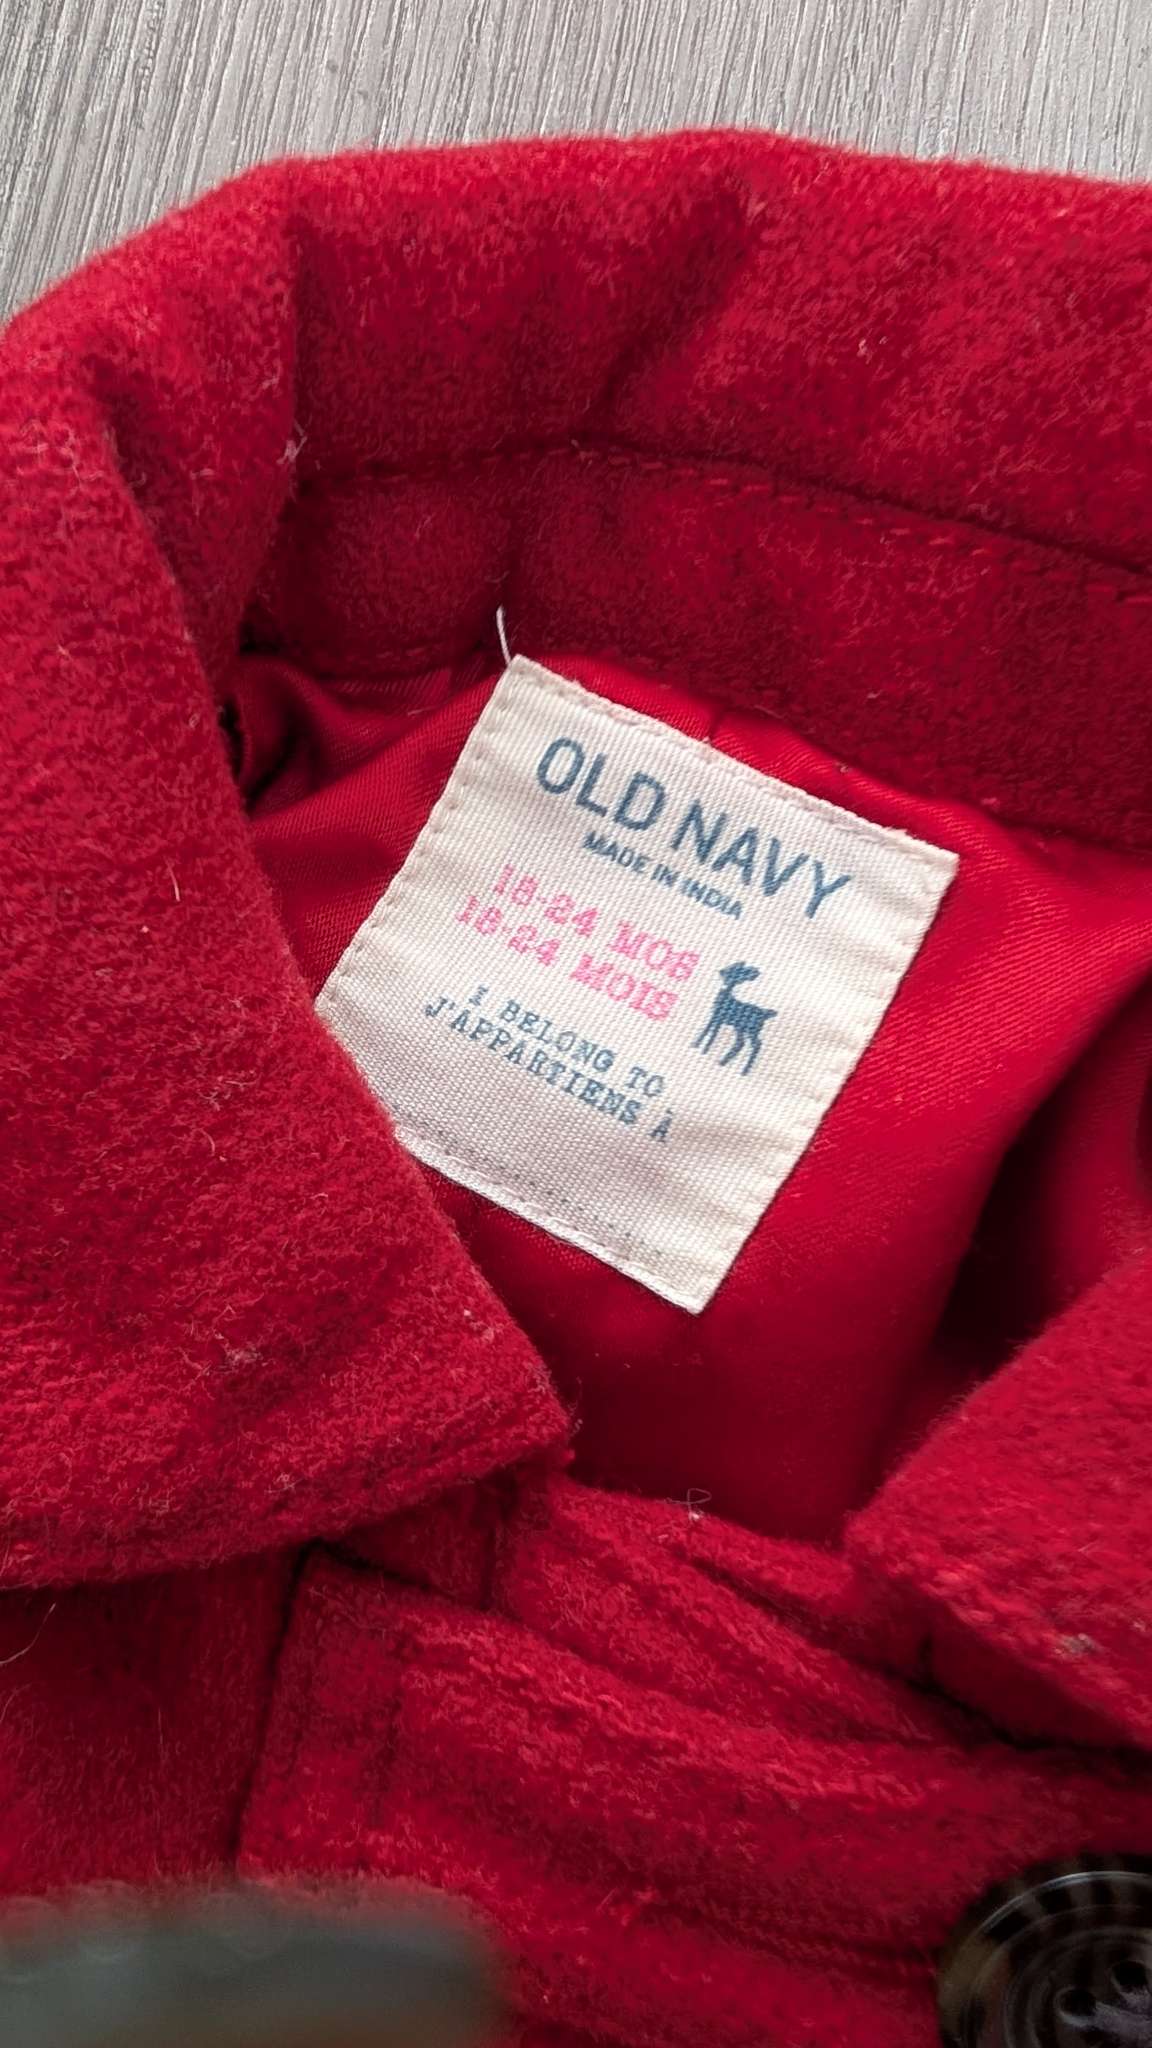 OLD NAVY
MADE IN INDIA
18-24 MOS
18-24 MOIS
I BELONG TO
J'APPARTIENS À